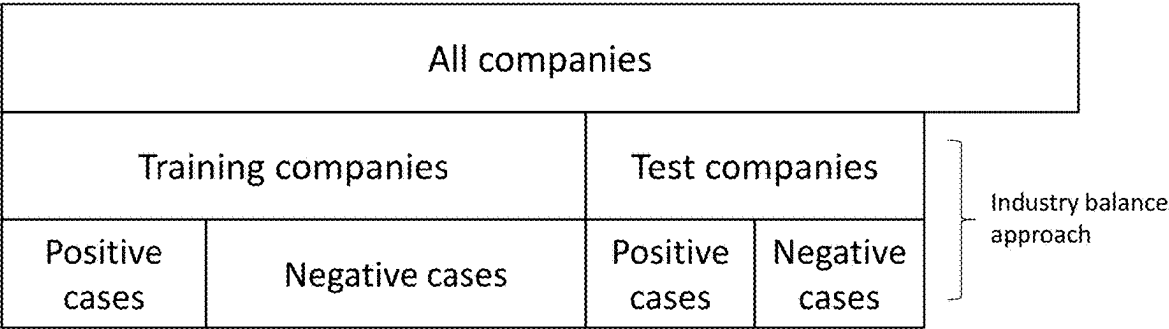 All companies
Training companies
Test companies
Positive
cases
Negative cases
Positive
cases
Negative
cases
Industry balance
approach